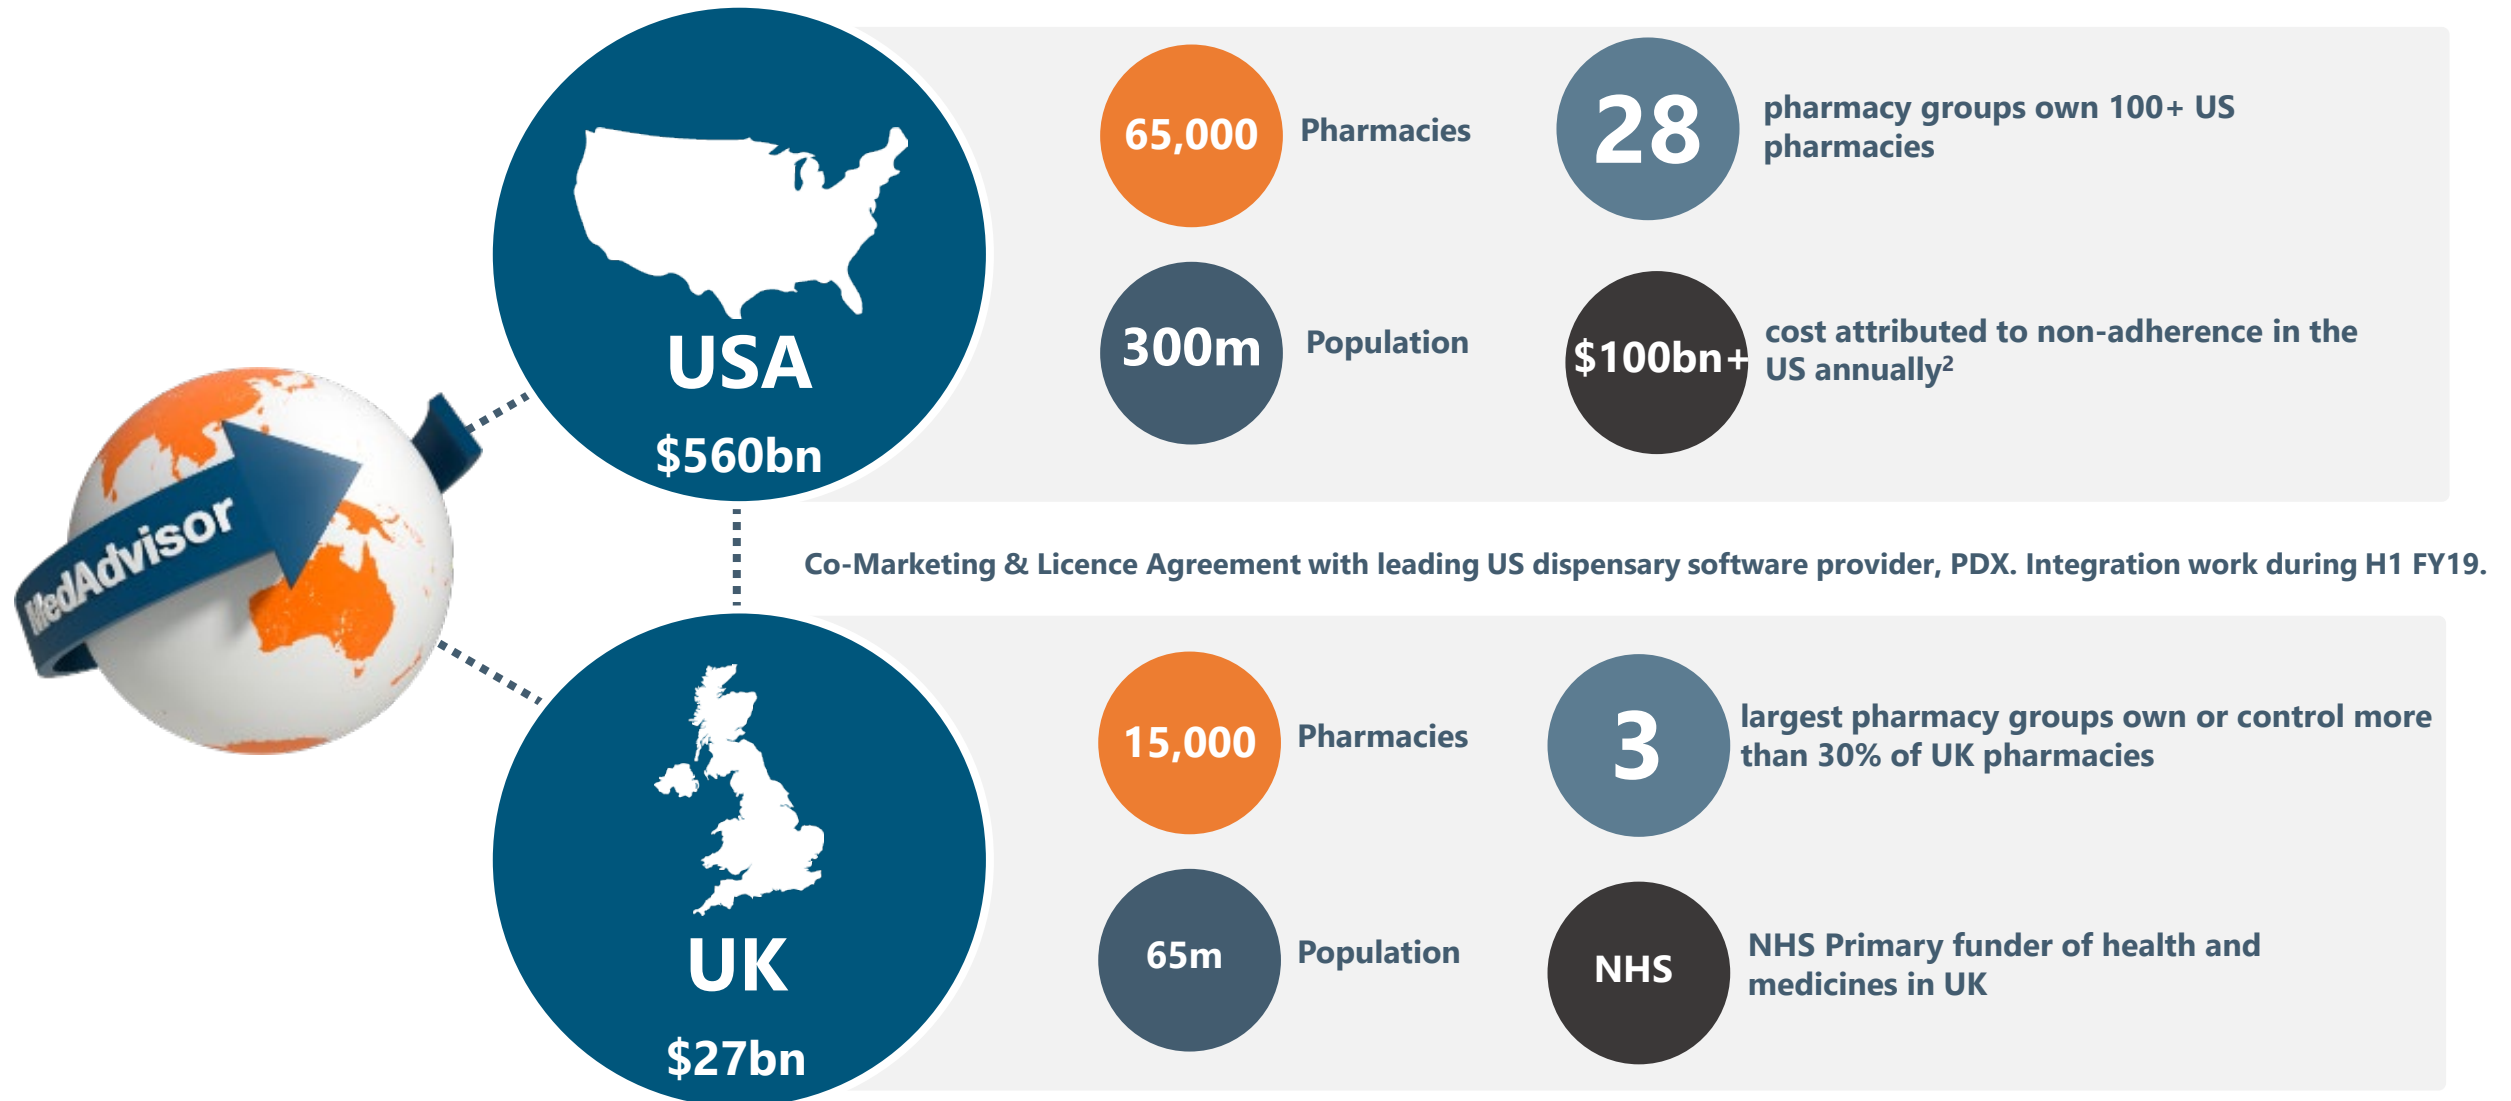 MedAdvisor
USA
$560bn
65,000
Pharmacies
28
pharmacy groups own 100+ US
pharmacies
300m
Population
$100bn+
cost attributed to non-adherence in the
US annually²
Co-Marketing & Licence Agreement with leading US dispensary software provider, PDX. Integration work during H1 FY19.
UK
$27bn
15,000
Pharmacies
3
largest pharmacy groups own or control more
than 30% of UK pharmacies
65m
Population
NHS
NHS Primary funder of health and
medicines in UK